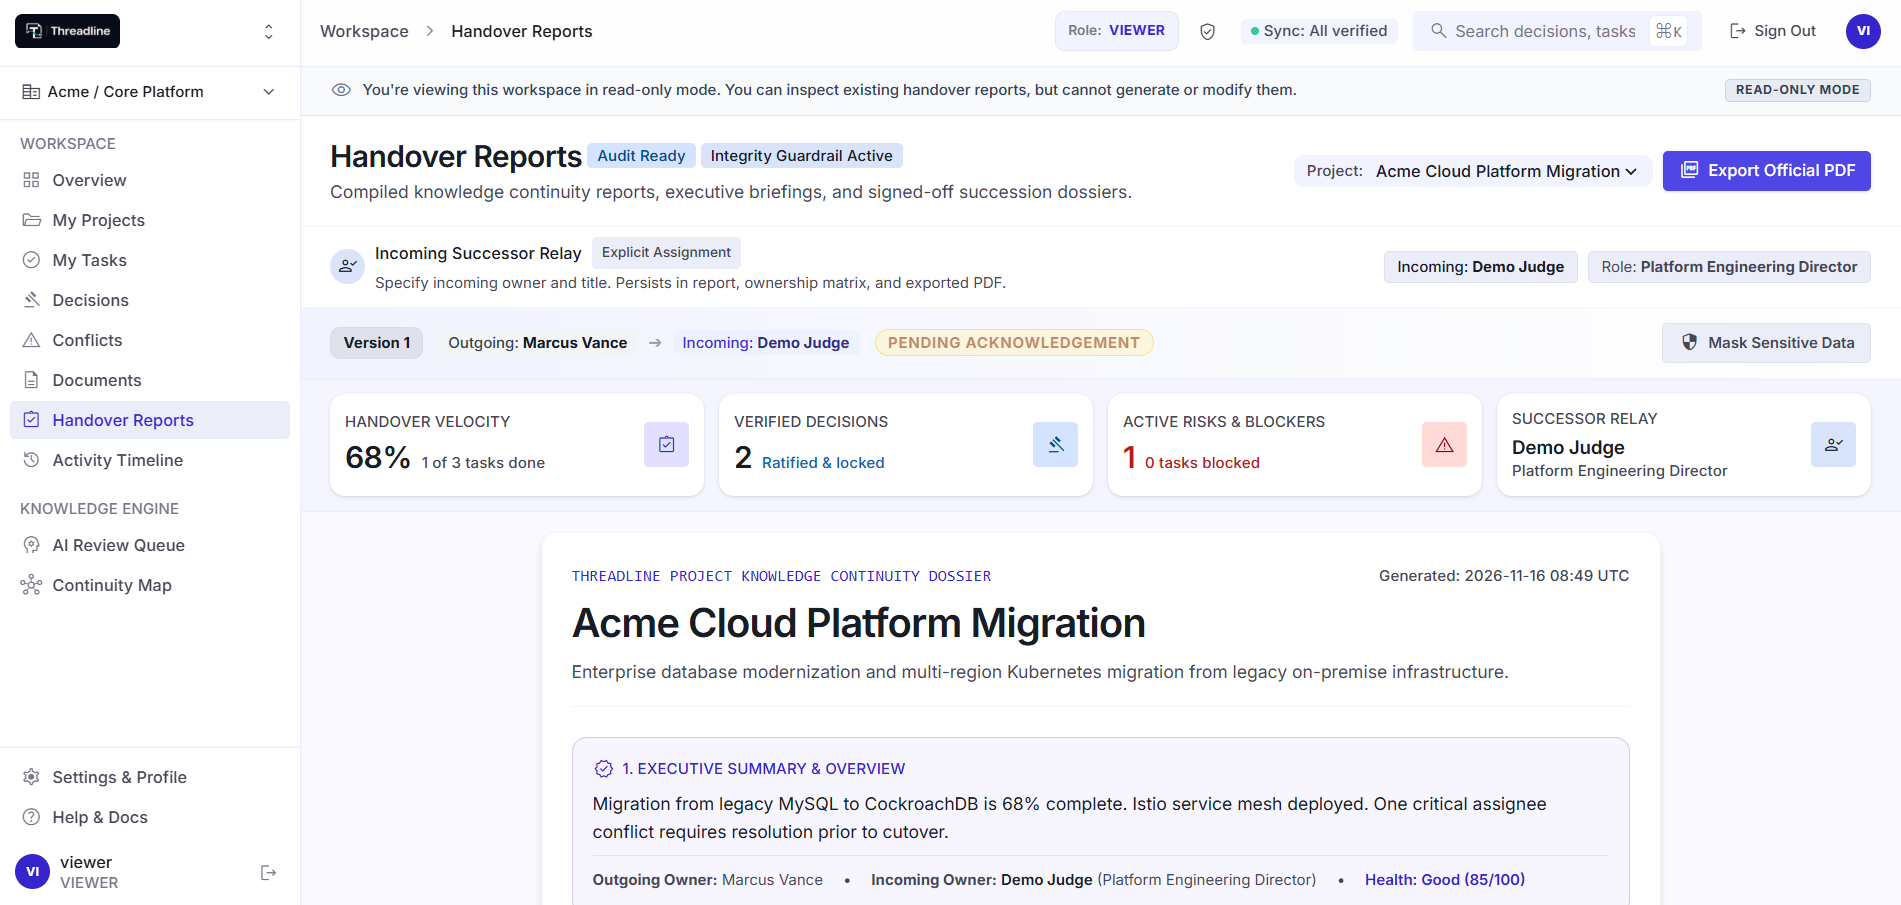 Threadline
Workspace > Handover Reports
Role: VIEWER
Sync: All verified
Search decisions, tasks
⌘K
Sign Out
VI
Acme / Core Platform
You're viewing this workspace in read-only mode. You can inspect existing handover reports, but cannot generate or modify them.
READ-ONLY MODE
WORKSPACE
Overview
My Projects
My Tasks
Decisions
Conflicts
Documents
Handover Reports
Activity Timeline
KNOWLEDGE ENGINE
AI Review Queue
Continuity Map
Settings & Profile
Help & Docs
VI
viewer
VIEWER
Handover Reports
Audit Ready
Integrity Guardrail Active
Compiled knowledge continuity reports, executive briefings, and signed-off succession dossiers.
Project: Acme Cloud Platform Migration
PDF
Export Official PDF
Incoming Successor Relay
Explicit Assignment
Specify incoming owner and title. Persists in report, ownership matrix, and exported PDF.
Incoming: Demo Judge
Role: Platform Engineering Director
Version 1
Outgoing: Marcus Vance → Incoming: Demo Judge
PENDING ACKNOWLEDGEMENT
Mask Sensitive Data
HANDOVER VELOCITY
68% 1 of 3 tasks done
VERIFIED DECISIONS
2 Ratified & locked
ACTIVE RISKS & BLOCKERS
1 0 tasks blocked
SUCCESSOR RELAY
Demo Judge
Platform Engineering Director
THREADLINE PROJECT KNOWLEDGE CONTINUITY DOSSIER
Generated: 2026-11-16 08:49 UTC
Acme Cloud Platform Migration
Enterprise database modernization and multi-region Kubernetes migration from legacy on-premise infrastructure.
1. EXECUTIVE SUMMARY & OVERVIEW
Migration from legacy MySQL to CockroachDB is 68% complete. Istio service mesh deployed. One critical assignee
conflict requires resolution prior to cutover.
Outgoing Owner: Marcus Vance • Incoming Owner: Demo Judge (Platform Engineering Director) • Health: Good (85/100)